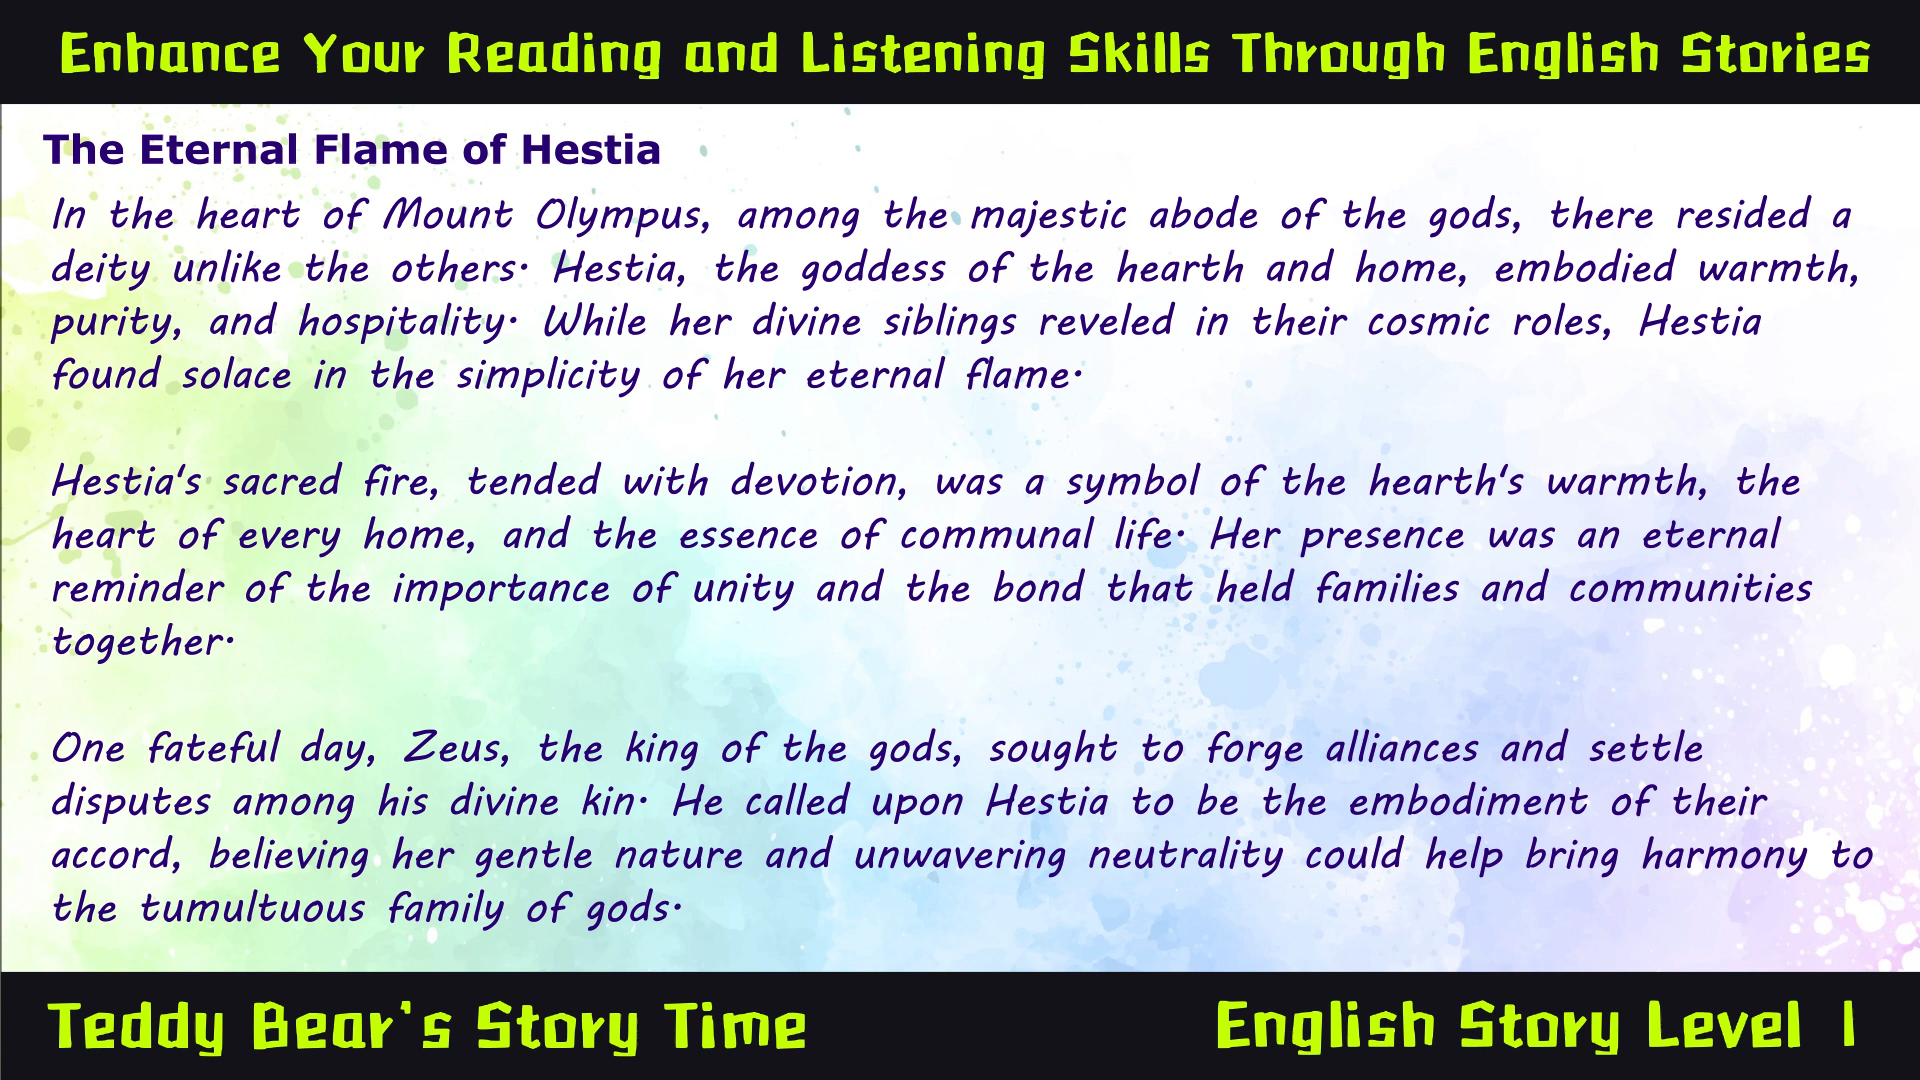 Enhance Your Reading and Listening Skills Through English Stories
The Eternal Flame of Hestia
In the heart of Mount Olympus, among the majestic abode of the gods, there resided a
deity unlike the others. Hestia, the goddess of the hearth and home, embodied warmth,
purity, and hospitality. While her divine siblings reveled in their cosmic roles, Hestia
found solace in the simplicity of her eternal flame.
Hestia's sacred fire, tended with devotion, was a symbol of the hearth's warmth, the
heart of every home, and the essence of communal life. Her presence was an eternal
reminder of the importance of unity and the bond that held families and communities
together.
One fateful day, Zeus, the king of the gods, sought to forge alliances and settle
disputes among his divine kin. He called upon Hestia to be the embodiment of their
accord, believing her gentle nature and unwavering neutrality could help bring harmony to
the tumultuous family of gods.
Teddy Bear's Story Time
English Story Level 1